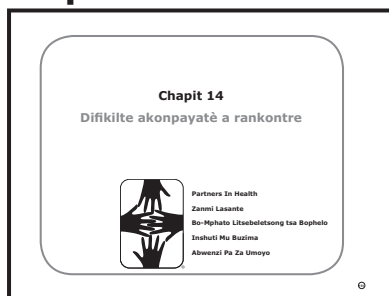 Chapit 14
Difikilte akonpayatè a rankontre
Partners In Health
Zanmi Lasante
Bo-Mphato Litsebeletsong tsa Bophelo
Inshuti Mu Buzima
Abwenzi Pa Za Umoyo